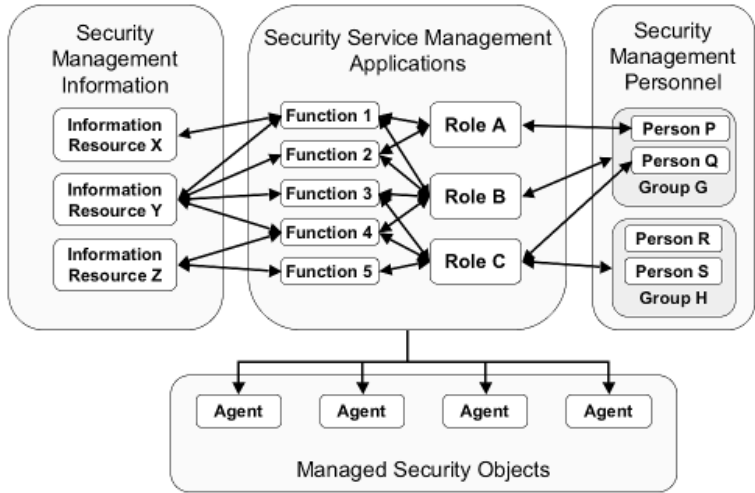 Security
Management
Information
Information
Resource X
Information
Resource Y
Information
Resource Z
Security Service Management
Applications
Function 1
Function 2
Function 3
Function 4
Function 5
Role A
Role B
Role C
Security
Management
Personnel
Person P
Person Q
Group G
Person R
Person S
Group H
Agent
Agent
Agent
Agent
Managed Security Objects